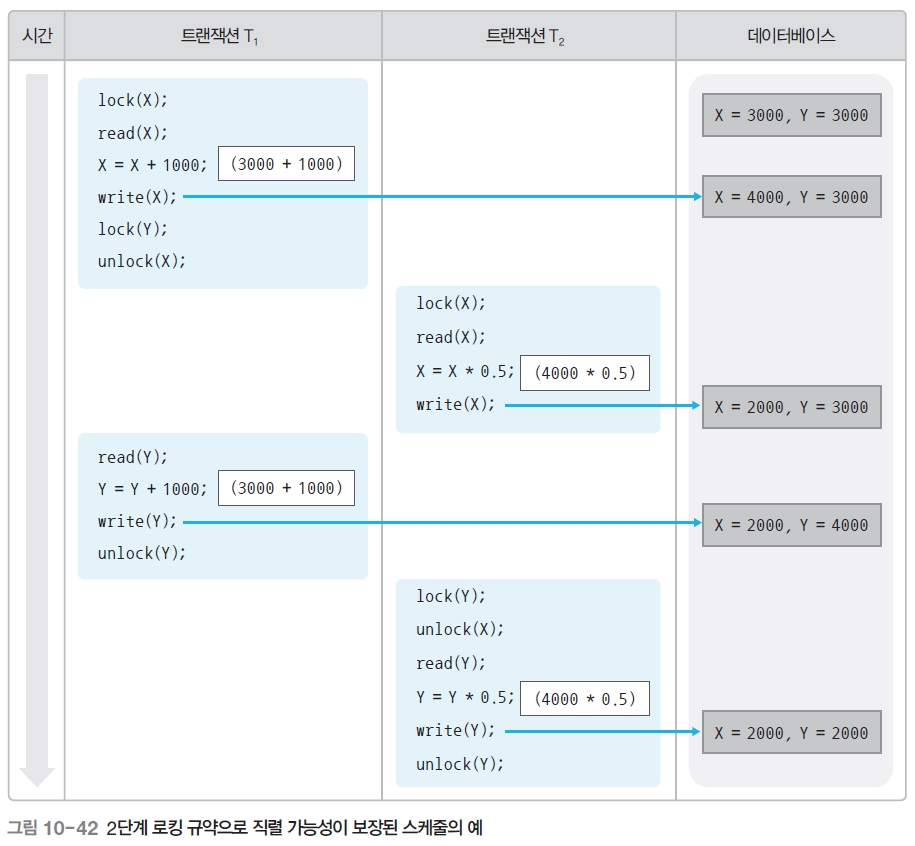 시간 트랜잭션 T1 트랜잭션 T2 데이터베이스
lock(X);
read(X);
X = X + 1000; (3000 + 1000)
write(X);
lock(Y);
unlock(X);
X = 3000, Y = 3000
X = 4000, Y = 3000
lock(X);
read(X);
X = X * 0.5; (4000 * 0.5)
write(X);
X = 2000, Y = 3000
read(Y);
Y = Y + 1000; (3000 + 1000)
write(Y);
unlock(Y);
X = 2000, Y = 4000
lock(Y);
unlock(X);
read(Y);
Y = Y * 0.5; (4000 * 0.5)
write(Y);
unlock(Y);
X = 2000, Y = 2000
그림 10-42 2단계 로킹 규약으로 직렬 가능성이 보장된 스케줄의 예